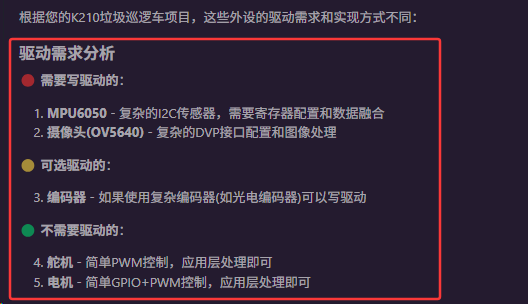 根据您的K210垃圾巡逻车项目，这些外设的驱动需求和实现方式不同：
驱动需求分析
需要写驱动的：
1. MPU6050 - 复杂的I2C传感器，需要寄存器配置和数据融合
2. 摄像头(OV5640) - 复杂的DVP接口配置和图像处理
可选驱动的：
3. 编码器 - 如果使用复杂编码器(如光电编码器)可以写驱动
不需要驱动的：
4. 舵机 - 简单PWM控制，应用层处理即可
5. 电机 - 简单GPIO+PWM控制，应用层处理即可